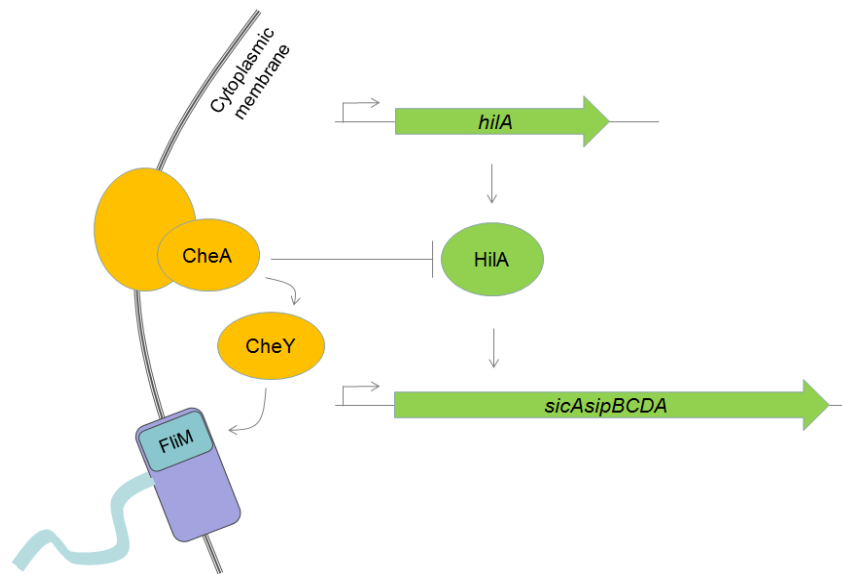 Cytoplasmic
membrane
hilA
CheA
HilA
CheY
sicAsipBCDA
FliM